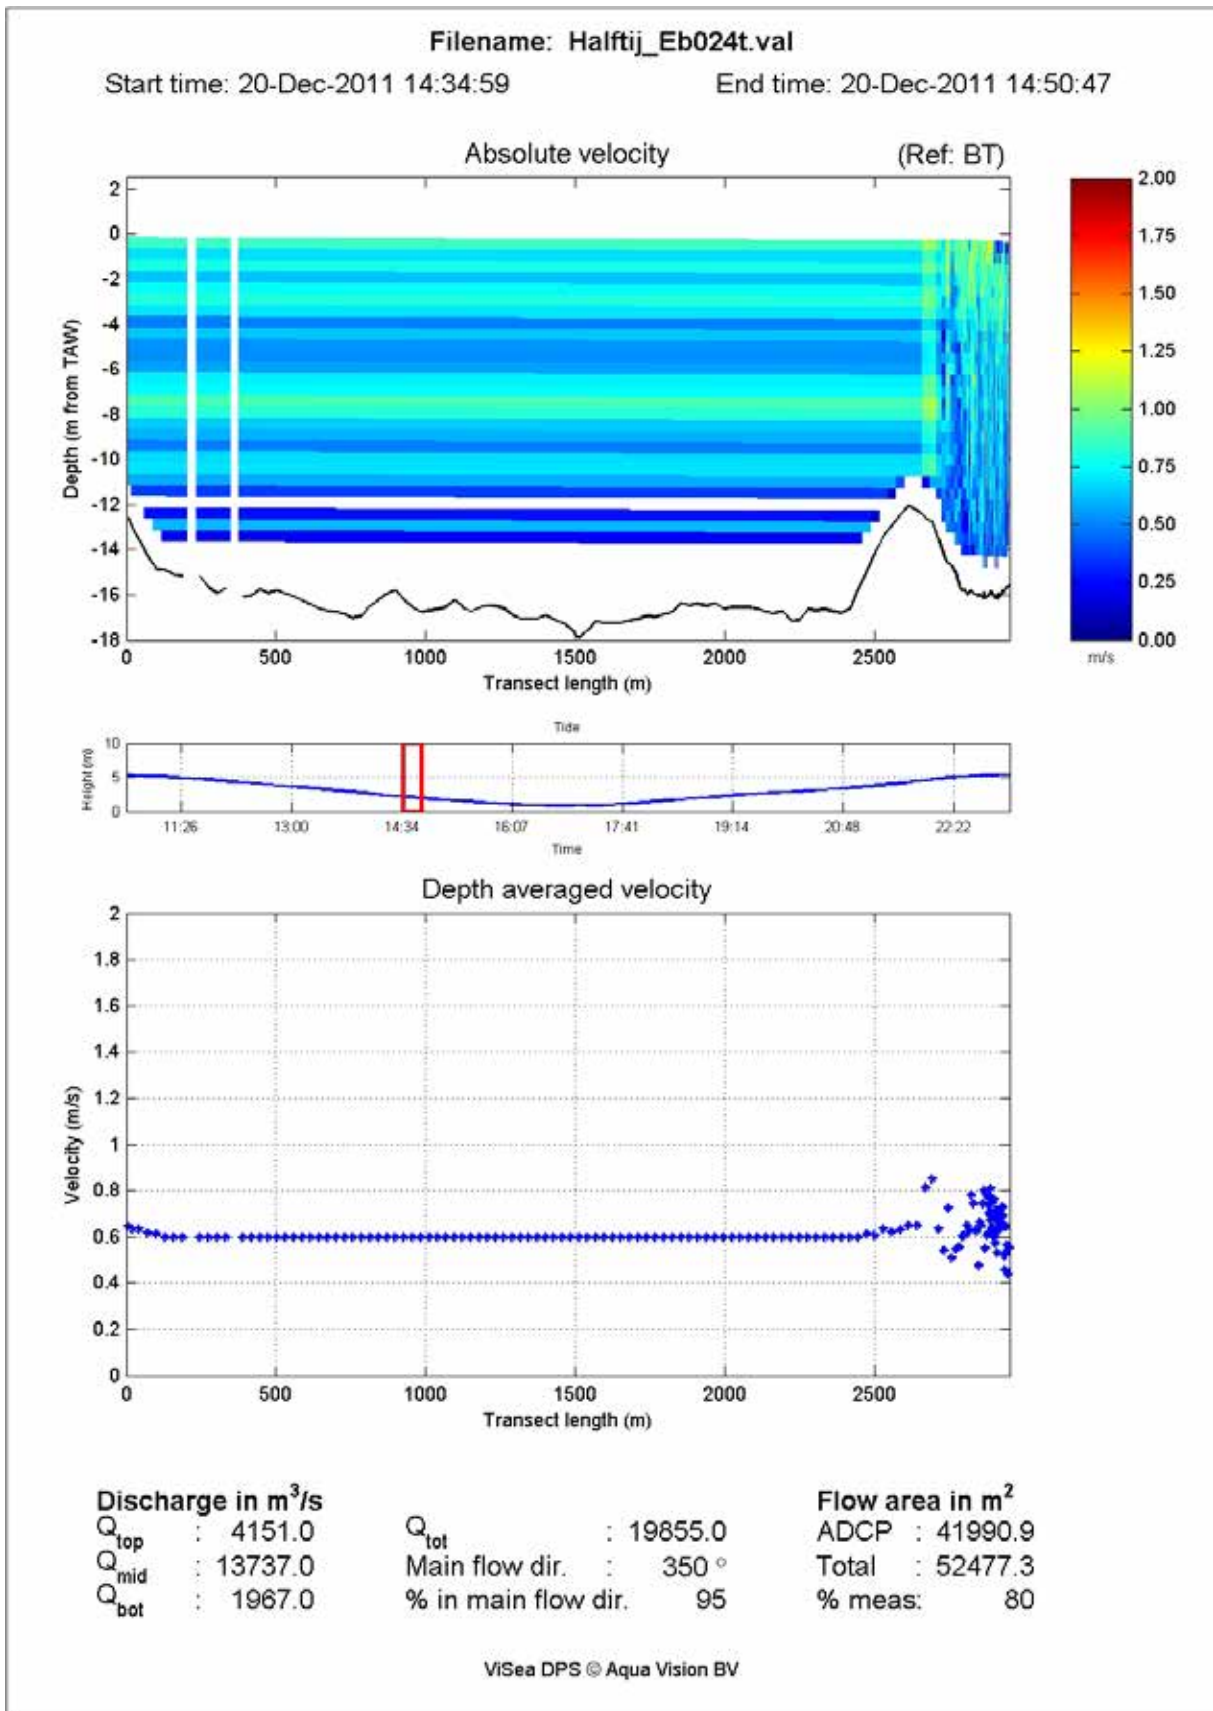 Filename: Halftij_Eb024t.val
Start time: 20-Dec-2011 14:34:59 End time: 20-Dec-2011 14:50:47
Absolute velocity (Ref: BT)
2
0
-2
-4
-6
-8
-10
-12
-14
-16
-18
Depth (m from TAW)
0 500 1000 1500 2000 2500
Transect length (m)
2.00
1.75
1.50
1.25
1.00
0.75
0.50
0.25
0.00
m/s
Tide
10
5
0
Height (m)
11:26 13:00 14:34 16:07 17:41 19:14 20:48 22:22
Time
Depth averaged velocity
2
1.8
1.6
1.4
1.2
1
0.8
0.6
0.4
0.2
0
Velocity (m/s)
0 500 1000 1500 2000 2500
Transect length (m)
Discharge in m³/s Flow area in m²
Qtop : 4151.0 Qtot : 19855.0 ADCP : 41990.9
Qmid : 13737.0 Main flow dir. : 350 ° Total : 52477.3
Qbot : 1967.0 % in main flow dir. 95 % meas: 80
ViSea DPS © Aqua Vision BV